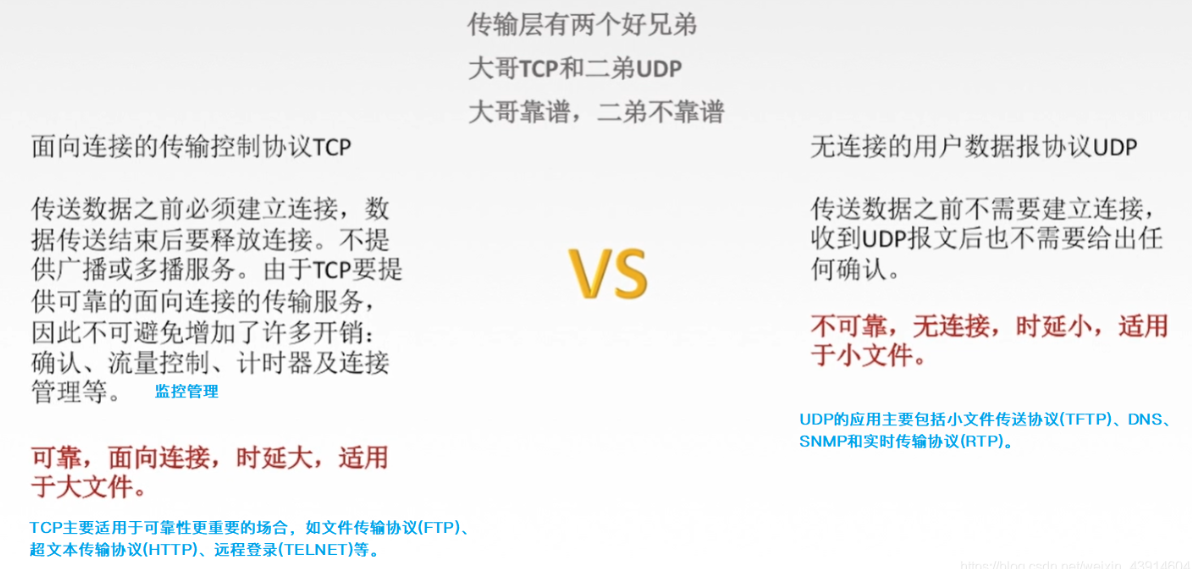 传输层有两个好兄弟
大哥TCP和二弟UDP
大哥靠谱，二弟不靠谱
面向连接的传输控制协议TCP
传送数据之前必须建立连接，数
据传送结束后要释放连接。不提
供广播或多播服务。由于TCP要提
供可靠的面向连接的传输服务，
因此不可避免增加了许多开销：
确认、流量控制、计时器及连接
管理等。
监控管理
可靠，面向连接，时延大，适用
于大文件。
TCP主要适用于可靠性更重要的场合，如文件传输协议(FTP)、
超文本传输协议(HTTP)、远程登录(TELNET)等。
VS
无连接的用户数据报协议UDP
传送数据之前不需要建立连接，
收到UDP报文后也不需要给出任
何确认。
不可靠，无连接，时延小，适用
于小文件。
UDP的应用主要包括小文件传送协议(TFTP)、DNS、
SNMP和实时传输协议(RTP)。
https://blog.csdn.net/weixin_43914604